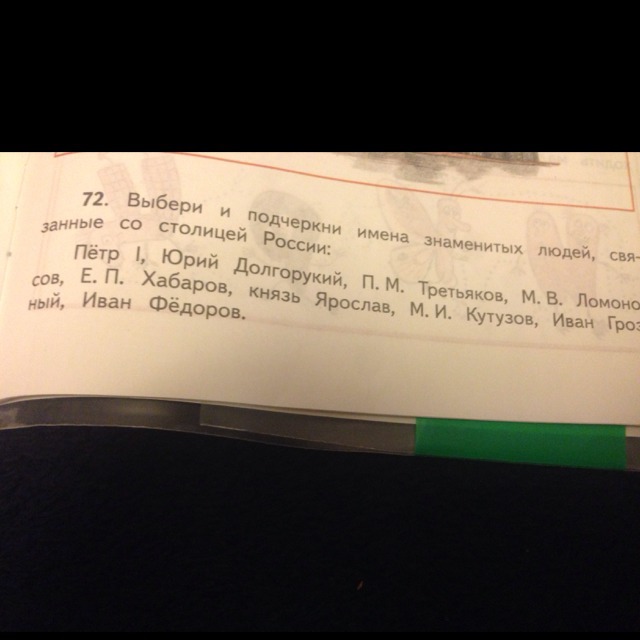 72. Выбери и подчеркни имена знаменитых людей, свя-
занные со столицей России:
Пётр I, Юрий Долгорукий, П. М. Третьяков, М. В. Ломоно
сов, Е. П. Хабаров, князь Ярослав, М. И. Кутузов, Иван Гроз
ный, Иван Фёдоров.